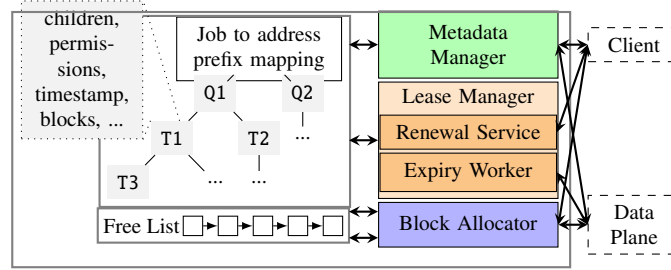 children,
permis-
sions,
timestamp,
blocks, ...
Job to address
prefix mapping
Q1
Q2
T1
T2
...
T3
...
...
Free List
Metadata
Manager
Lease Manager
Renewal Service
Expiry Worker
Block Allocator
Client
Data
Plane